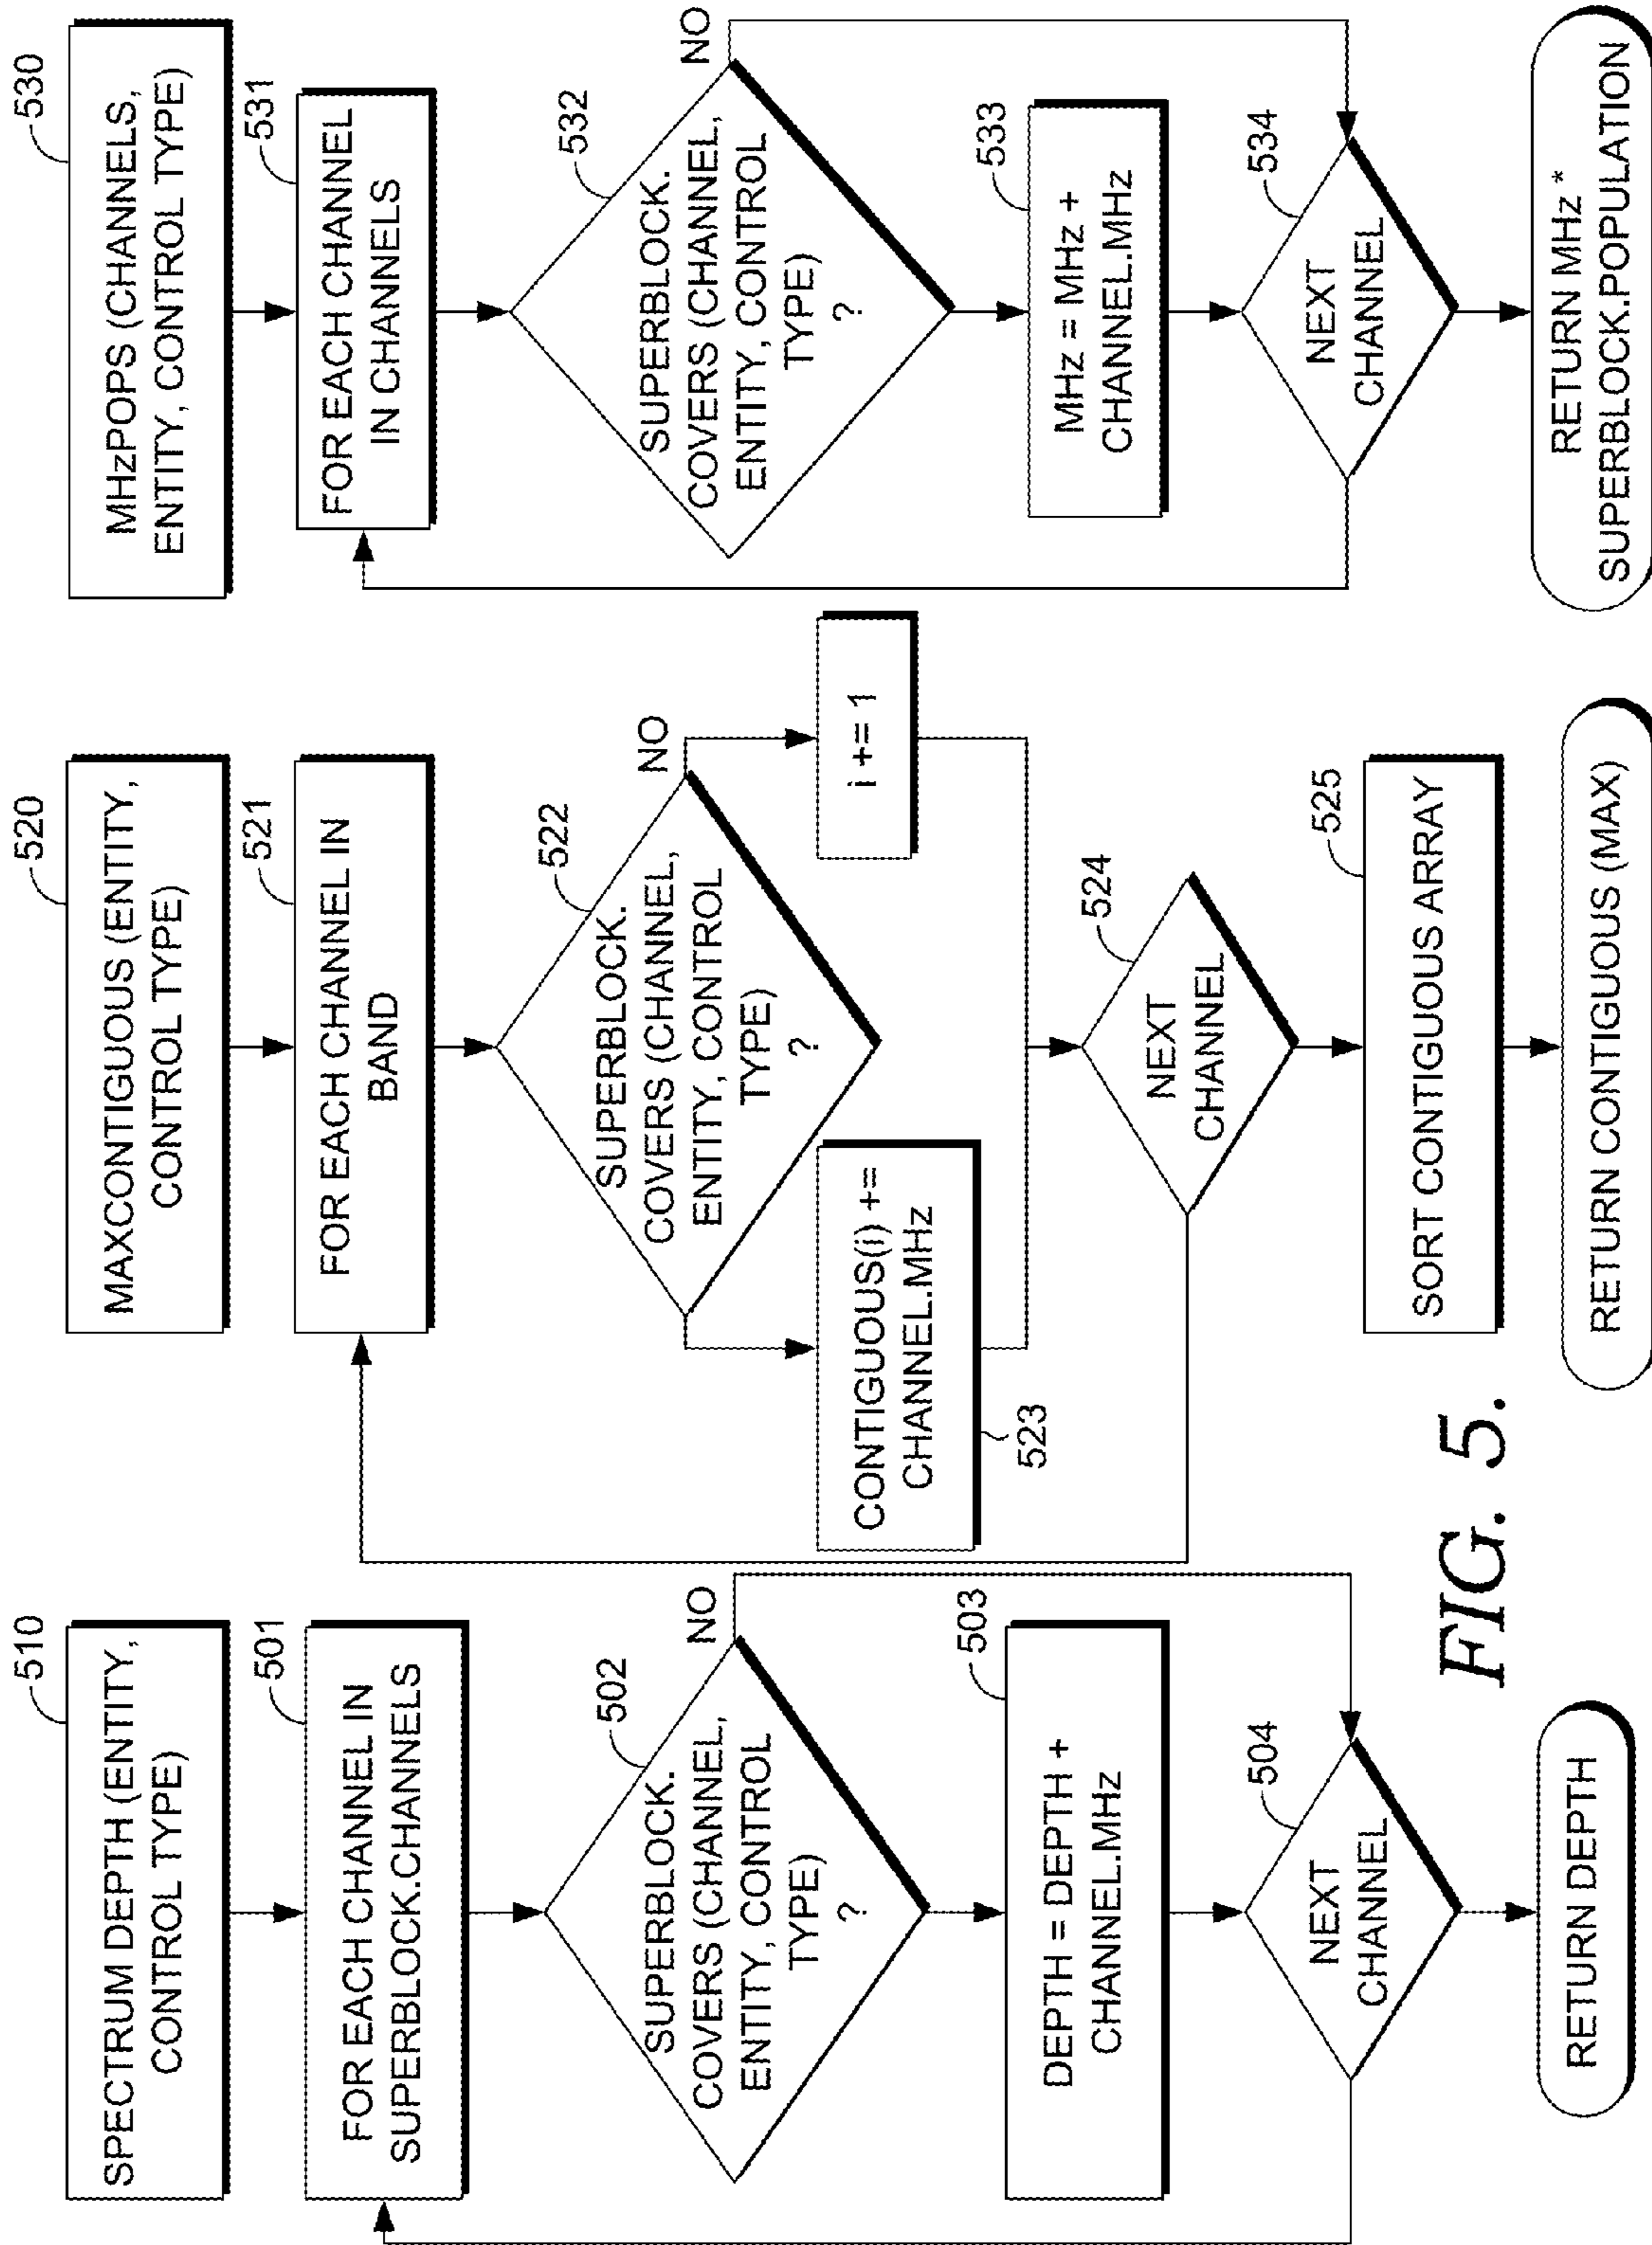 510
SPECTRUM DEPTH (ENTITY,
CONTROL TYPE)
501
FOR EACH CHANNEL IN
SUPERBLOCK.CHANNELS
502
SUPERBLOCK.
COVERS (CHANNEL,
ENTITY, CONTROL
TYPE)
?
NO
503
DEPTH = DEPTH +
CHANNEL.MHz
504
NEXT
CHANNEL
RETURN DEPTH
520
MAXCONTIGUOUS (ENTITY,
CONTROL TYPE)
521
FOR EACH CHANNEL IN
BAND
522
SUPERBLOCK.
COVERS (CHANNEL,
ENTITY, CONTROL
TYPE)
?
NO
CONTIGUOUS(i) +=
CHANNEL.MHz
523
i += 1
524
NEXT
CHANNEL
525
SORT CONTIGUOUS ARRAY
RETURN CONTIGUOUS (MAX)
530
MHzPOPS (CHANNELS,
ENTITY, CONTROL TYPE)
531
FOR EACH CHANNEL
IN CHANNELS
532
SUPERBLOCK.
COVERS (CHANNEL,
ENTITY, CONTROL
TYPE)
?
NO
533
MHz = MHz +
CHANNEL.MHz
534
NEXT
CHANNEL
RETURN MHz *
SUPERBLOCK.POPULATION
FIG. 5.